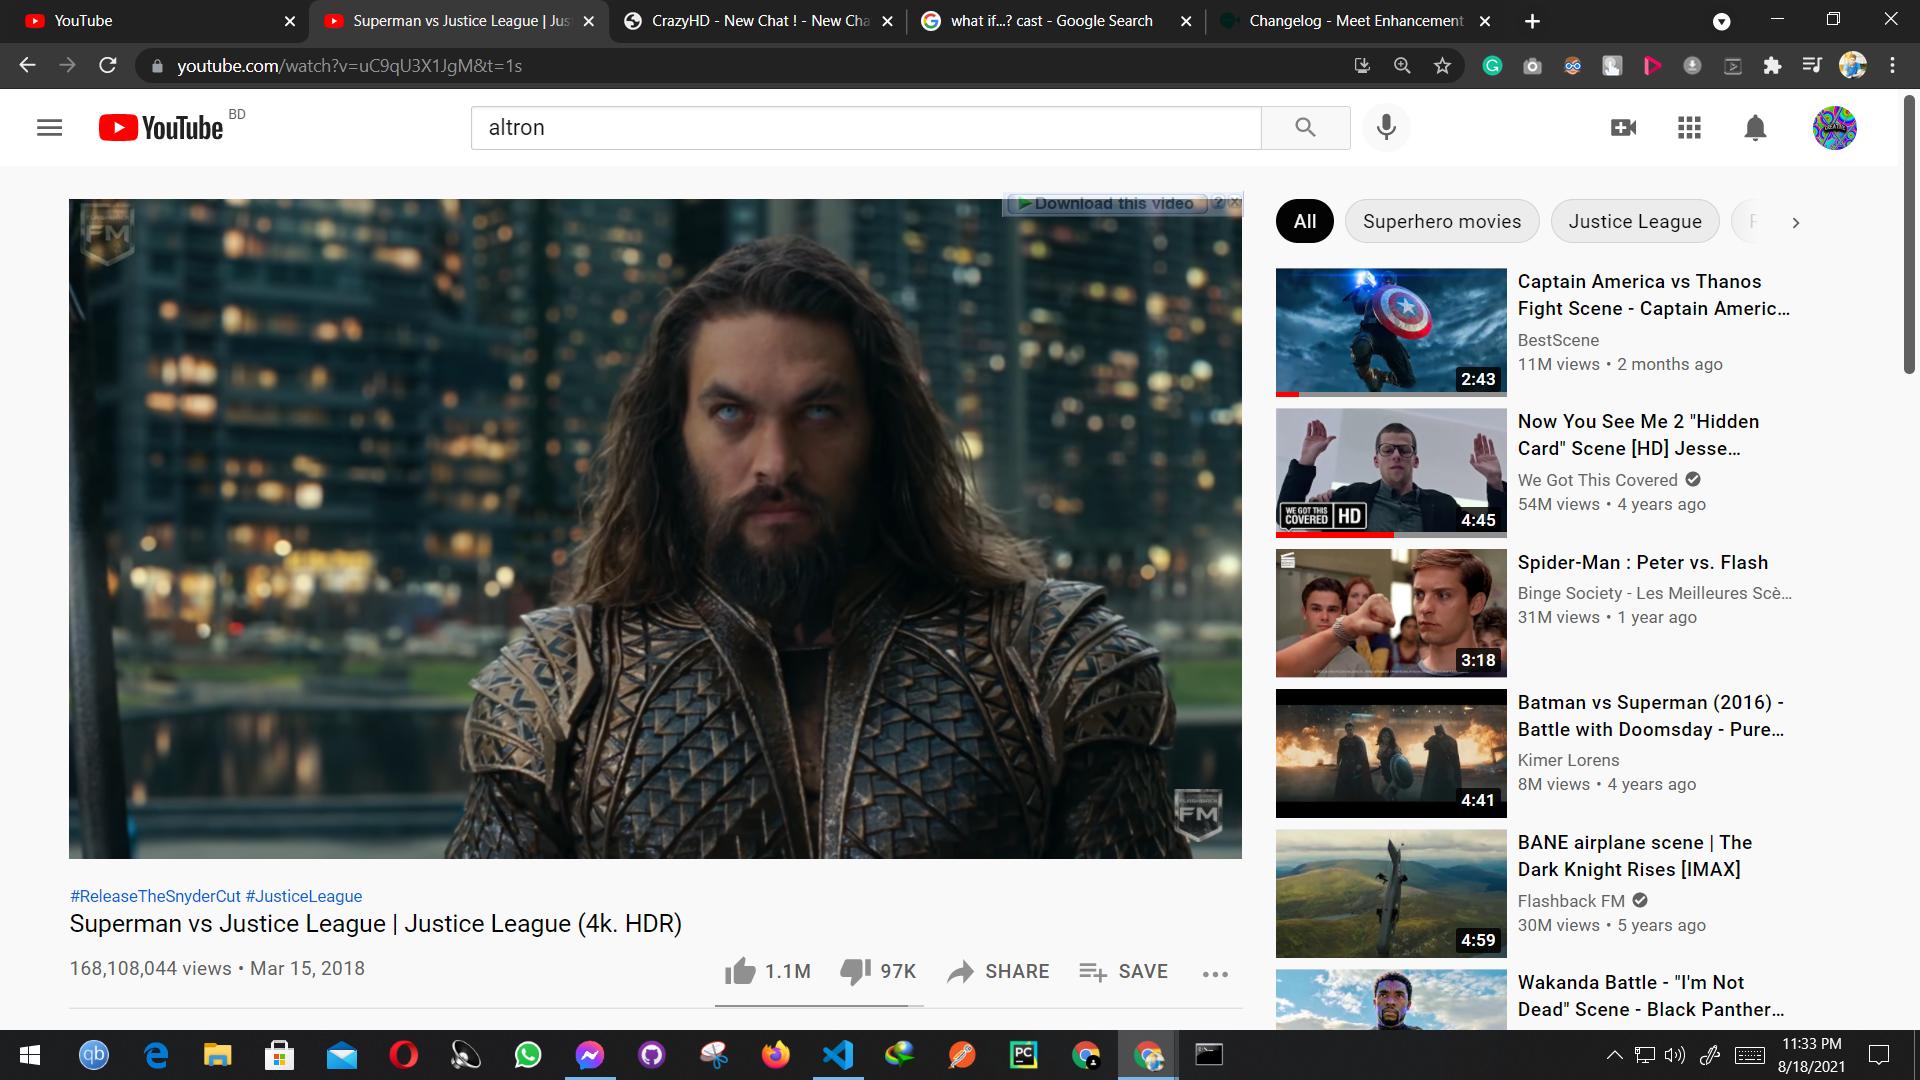 YouTube
Superman vs Justice League | Jus
CrazyHD - New Chat ! - New Cha
what if...? cast - Google Search
Changelog - Meet Enhancement
youtube.com/watch?v=uC9qU3X1JgM&t=1s
YouTube BD
altron
Download this video
All
Superhero movies
Justice League
FLASHBACK
FM
Captain America vs Thanos
Fight Scene - Captain Americ...
BestScene
11M views • 2 months ago
2:43
Now You See Me 2 "Hidden
Card" Scene [HD] Jesse...
We Got This Covered
54M views • 4 years ago
WE GOT THIS
COVERED HD
4:45
Spider-Man : Peter vs. Flash
Binge Society - Les Meilleures Scè...
31M views • 1 year ago
3:18
Batman vs Superman (2016) -
Battle with Doomsday - Pure...
Kimer Lorens
8M views • 4 years ago
4:41
FLASHBACK
FM
BANE airplane scene | The
Dark Knight Rises [IMAX]
Flashback FM
30M views • 5 years ago
4:59
Wakanda Battle - "I'm Not
Dead" Scene - Black Panther...
#ReleaseTheSnyderCut #JusticeLeague
Superman vs Justice League | Justice League (4k. HDR)
168,108,044 views • Mar 15, 2018
1.1M
97K
SHARE
SAVE
qb
PC
11:33 PM
8/18/2021